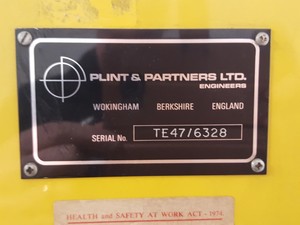 PLINT & PARTNERS LTD.
ENGINEERS
WOKINGHAM BERKSHIRE ENGLAND
SERIAL No. TE47/6328
HEALTH and SAFETY AT WORK ACT - 1974